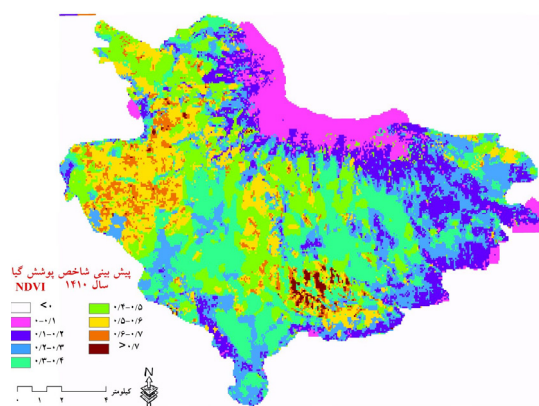 پیش بینی شاخص پوشش گیا
NDVI سال ۱۴۱۰
<۰
۰-۰/۱
۰/۱-۰/۲
۰/۲-۰/۳
۰/۳-۰/۴
۰/۴-۰/۵
۰/۵-۰/۶
۰/۶-۰/۷
>۰/۷
N
کیلومتر
۰ ۱ ۲ ۴